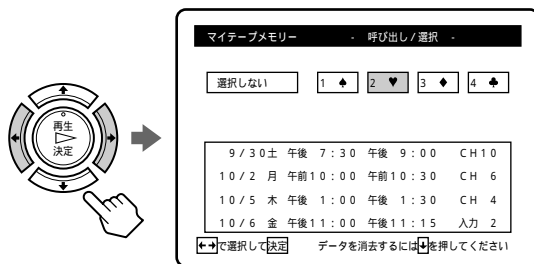 マイテープメモリー - 呼び出し/選択 -
選択しない 1 ♠ 2 ♥ 3 ♦ 4 ♣
再生
決定
9/30土 午後 7:30 午後 9:00 CH10
10/2 月 午前10:00 午前10:30 CH 6
10/5 木 午後 1:00 午後 1:30 CH 4
10/6 金 午後11:00 午後11:15 入力 2
←→で選択して決定 データを消去するには↓を押してください